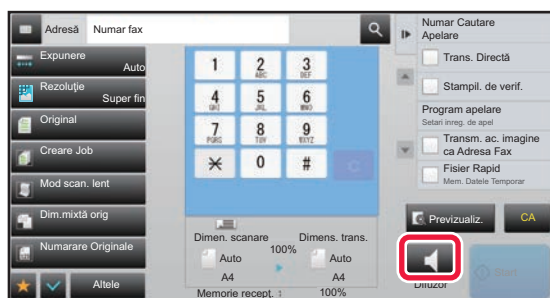 Adresă
Numar fax
Expunere
Auto
Rezoluţie
Super fin
Original
Creare Job
Mod scan. lent
Dim.mixtă orig
Numarare Originale
Altele
1
2
ABC
3
DEF
4
GHI
5
JKL
6
MNO
7
PQRS
8
TUV
9
WXYZ
0
#
C
Dimen. scanare
100%
Dimens. trans.
Auto
Auto
A4
A4
Memorie recept. :
100%
Numar Cautare
Apelare
Trans. Directă
Stampil. de verif.
Program apelare
Setari inreg. de apel
Transm. ac. imagine
ca Adresa Fax
Fisier Rapid
Mem. Datele Temporar
Previzualiz.
CA
Difuzor
Start